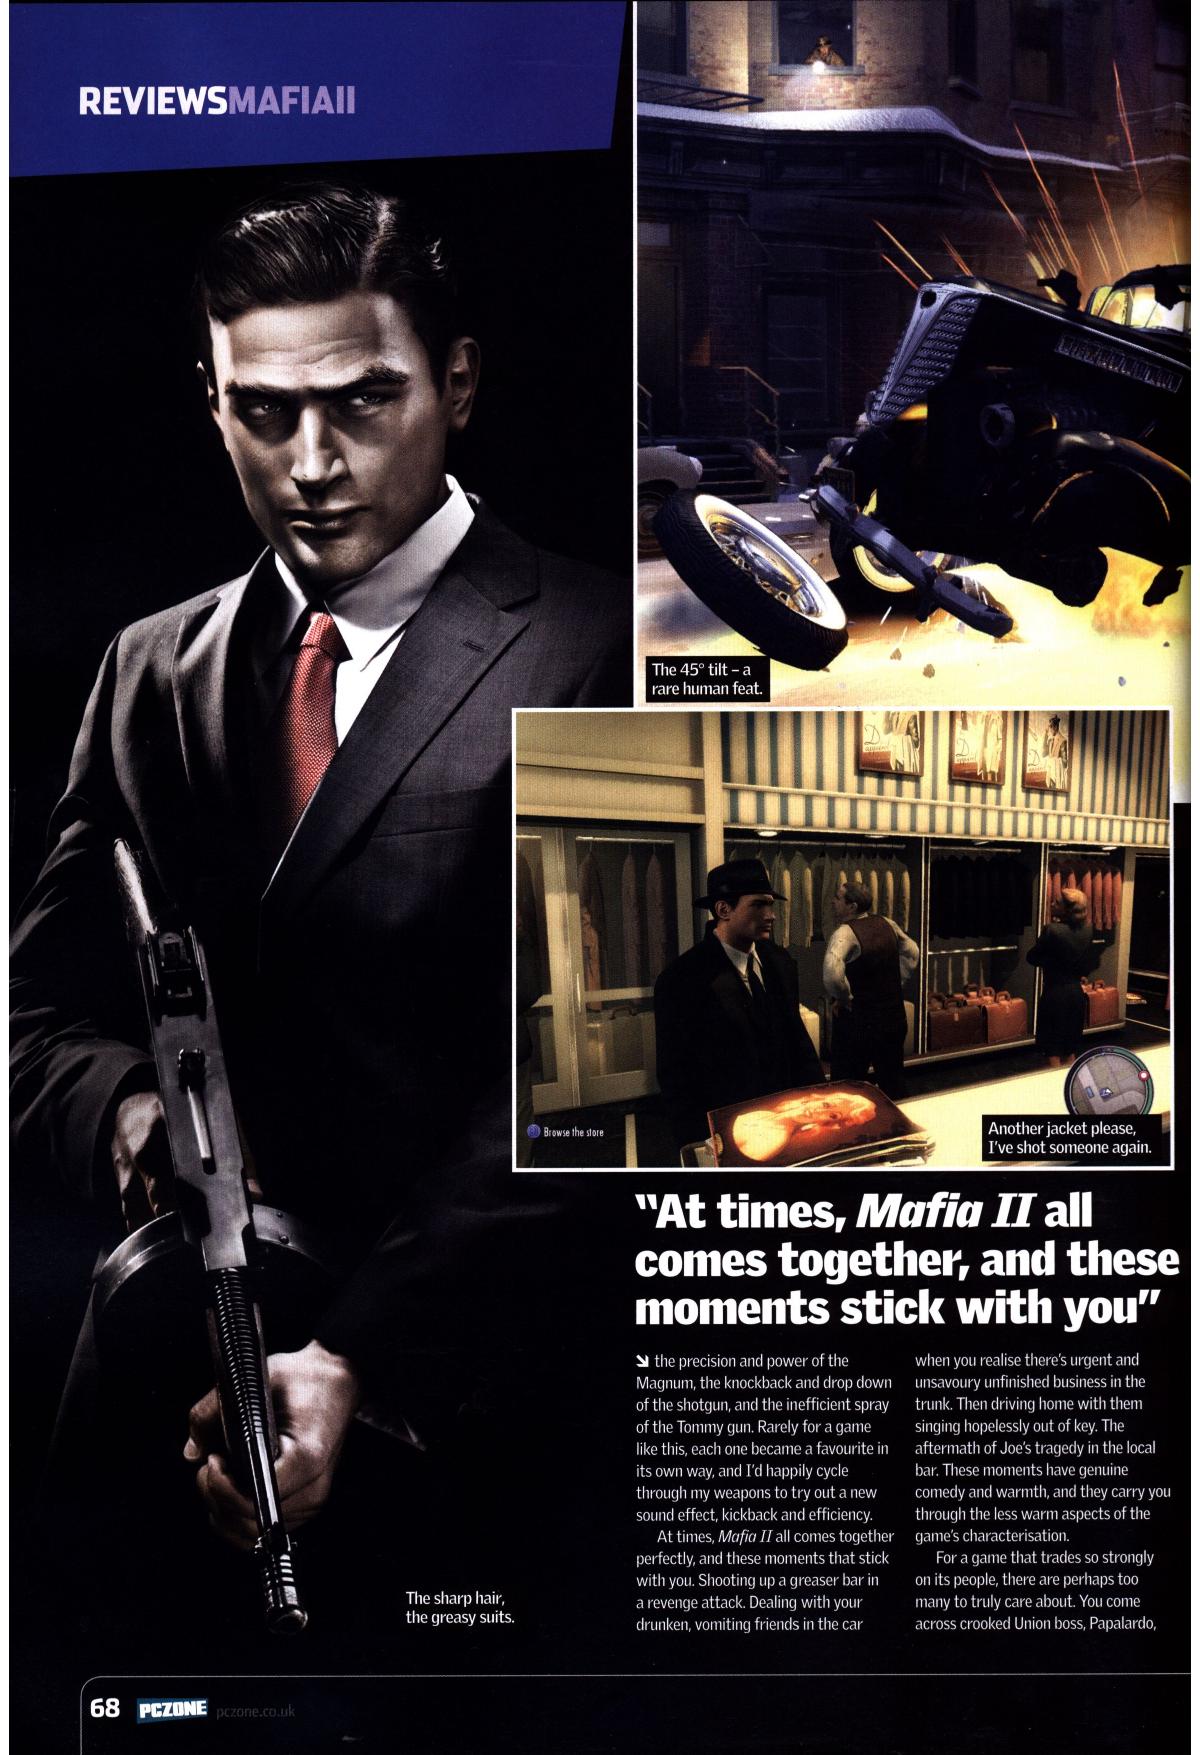 REVIEWSMAFIAII
The 45° tilt – a
rare human feat.
Browse the store
Another jacket please,
I've shot someone again.
"At times, Mafia II all
comes together, and these
moments stick with you"
the precision and power of the
Magnum, the knockback and drop down
of the shotgun, and the inefficient spray
of the Tommy gun. Rarely for a game
like this, each one became a favourite in
its own way, and I'd happily cycle
through my weapons to try out a new
sound effect, kickback and efficiency.
At times, Mafia II all comes together
perfectly, and these moments that stick
with you. Shooting up a greaser bar in
a revenge attack. Dealing with your
drunken, vomiting friends in the car
when you realise there's urgent and
unsavoury unfinished business in the
trunk. Then driving home with them
singing hopelessly out of key. The
aftermath of Joe's tragedy in the local
bar. These moments have genuine
comedy and warmth, and they carry you
through the less warm aspects of the
game's characterisation.
For a game that trades so strongly
on its people, there are perhaps too
many to truly care about. You come
across crooked Union boss, Papalardo,
The sharp hair,
the greasy suits.
68 PCZONE pczone.co.uk